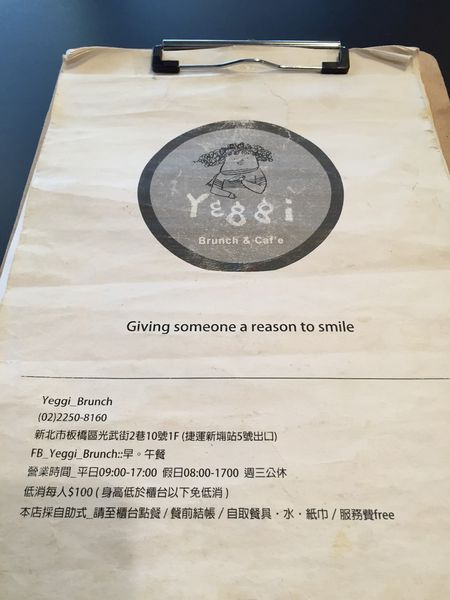 Yeggi
Brunch & Caf'e
Giving someone a reason to smile
Yeggi_Brunch
(02)2250-8160
新北市板橋區光武街2巷10號1F (捷運新埔站5號出口)
FB_Yeggi_Brunch::早。午餐
營業時間_平日09:00-17:00 假日08:00-1700 週三公休
低消每人$100 ( 身高低於櫃台以下免低消 )
本店採自助式_請至櫃台點餐 / 餐前結帳 / 自取餐具・水・紙巾 / 服務費free